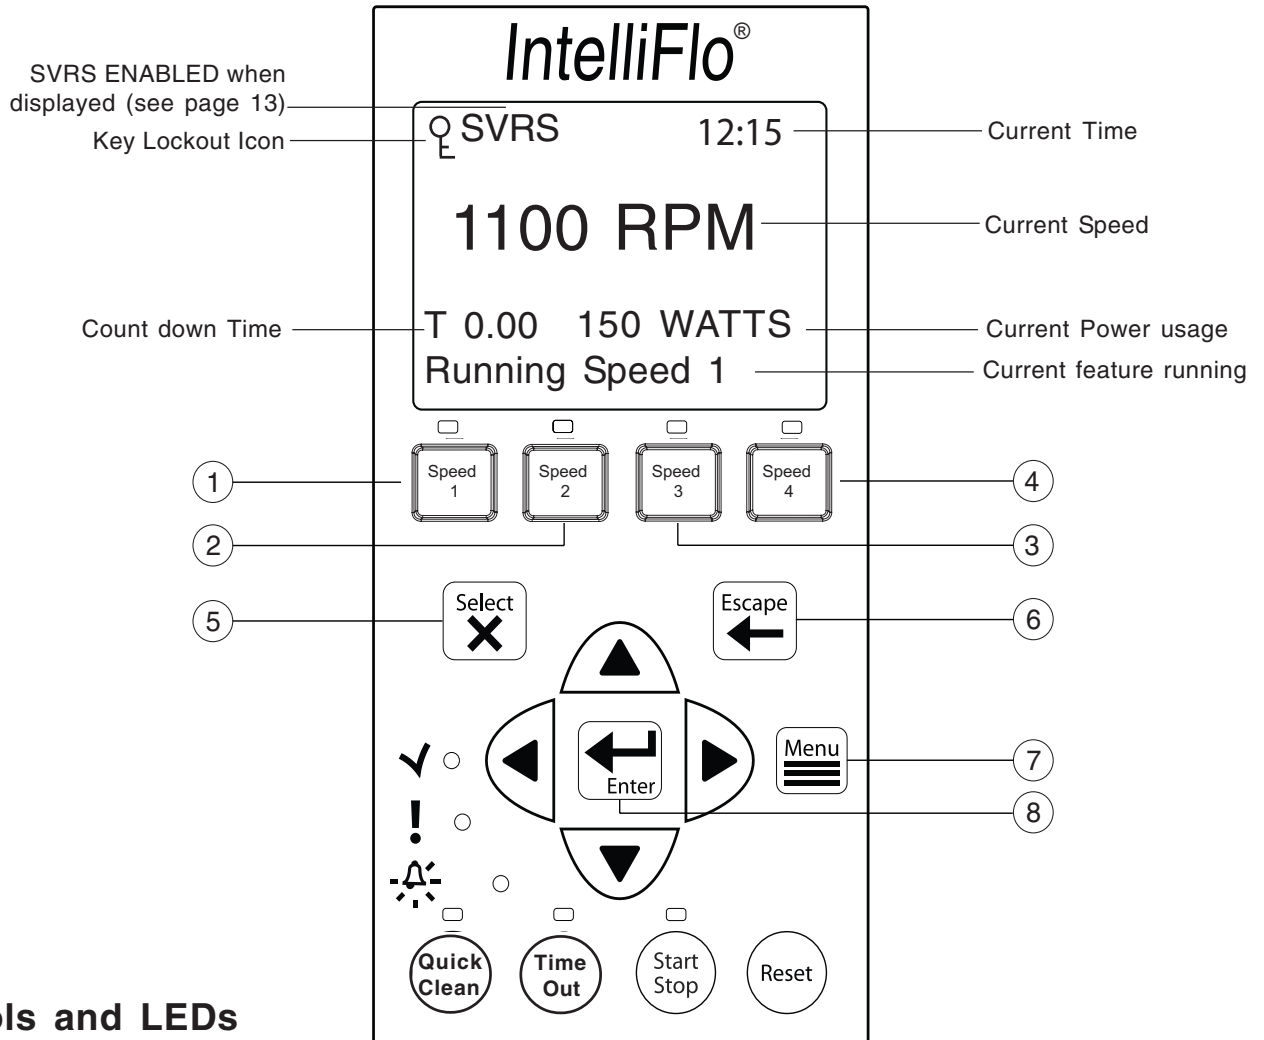 IntelliFlo®
SVRS ENABLED when
displayed (see page 13)
Key Lockout Icon
SVRS 12:15
Current Time
1100 RPM
Current Speed
Count down Time
T 0.00 150 WATTS
Current Power usage
Running Speed 1
Current feature running
1
Speed
1
Speed
2
Speed
3
Speed
4
4
2
3
5
Select
Escape
6
Enter
Menu
7
8
!
Quick
Clean
Time
Out
Start
Stop
Reset
ols and LEDs